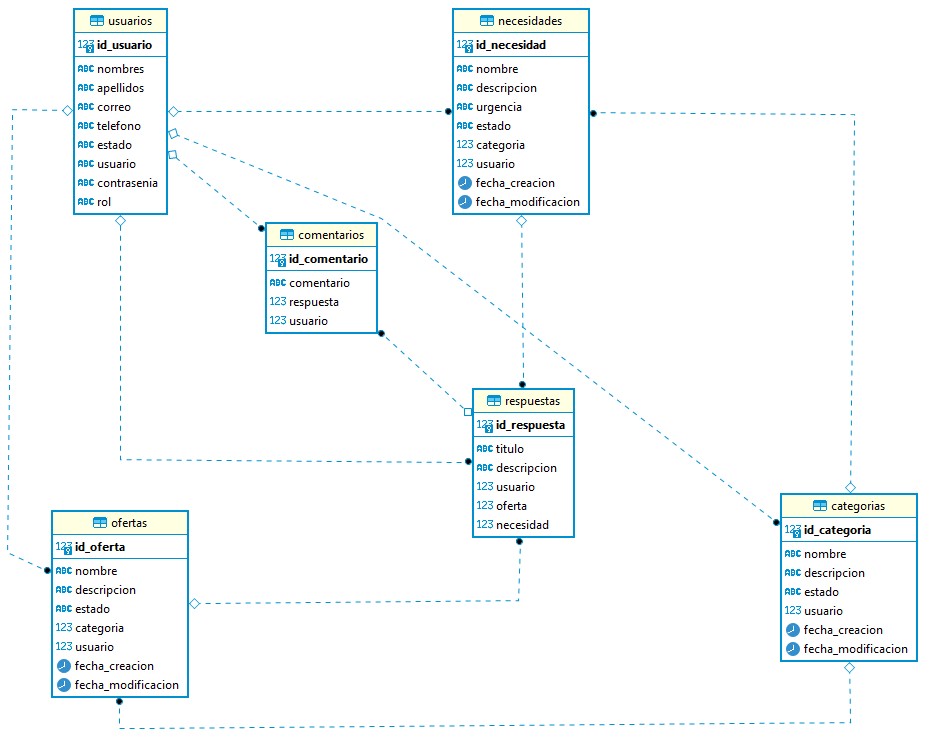 usuarios
123 id_usuario
ABC nombres
ABC apellidos
ABC correo
ABC telefono
ABC estado
ABC usuario
ABC contrasenia
ABC rol
necesidades
123 id_necesidad
ABC nombre
ABC descripcion
ABC urgencia
ABC estado
123 categoria
123 usuario
fecha_creacion
fecha_modificacion
comentarios
123 id_comentario
ABC comentario
123 respuesta
123 usuario
respuestas
123 id_respuesta
ABC titulo
ABC descripcion
123 usuario
123 oferta
123 necesidad
ofertas
123 id_oferta
ABC nombre
ABC descripcion
ABC estado
123 categoria
123 usuario
fecha_creacion
fecha_modificacion
categorias
123 id_categoria
ABC nombre
ABC descripcion
ABC estado
123 usuario
fecha_creacion
fecha_modificacion